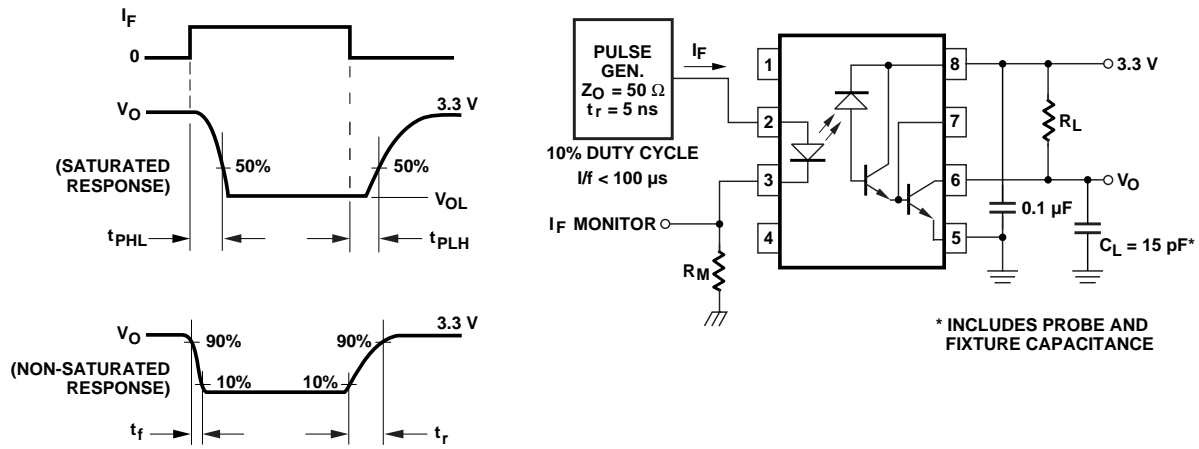 I_F
0
V_O
3.3 V
(SATURATED
RESPONSE)
50%
50%
V_OL
t_PHL
t_PLH
V_O
3.3 V
(NON-SATURATED
RESPONSE)
90%
90%
10%
10%
t_f
t_r
PULSE
GEN.
Z_O = 50 Ω
t_r = 5 ns
I_F
10% DUTY CYCLE
I/f < 100 µs
I_F MONITOR
R_M
1
2
3
4
8
7
6
5
3.3 V
R_L
V_O
0.1 µF
C_L = 15 pF*
* INCLUDES PROBE AND
FIXTURE CAPACITANCE